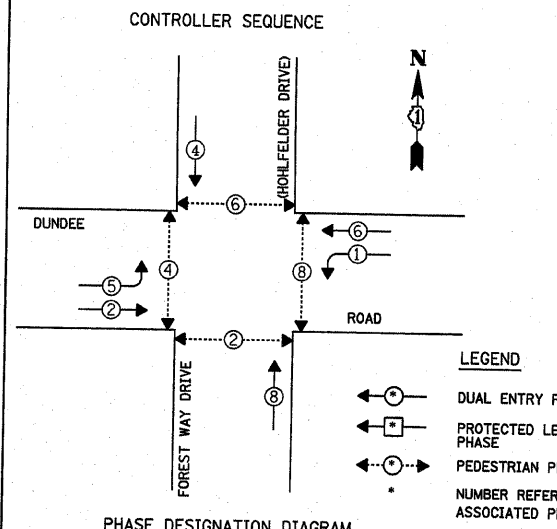 CONTROLLER SEQUENCE
N
(HOHLFELDER DRIVE)
1
4
6
DUNDEE
6
1
5
4
8
2
2
ROAD
8
FOREST WAY DRIVE
LEGEND
* DUAL ENTRY P
* PROTECTED LE
PHASE
* PEDESTRIAN P
* NUMBER REFER
ASSOCIATED P
PHASE DESIGNATION DIAGRAM